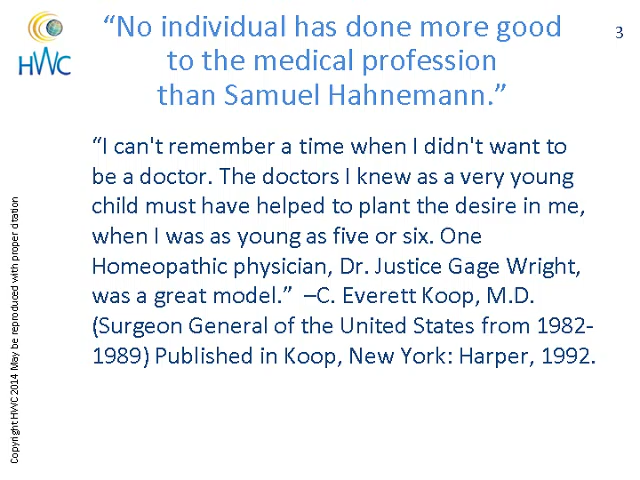 HWC
“No individual has done more good
to the medical profession
than Samuel Hahnemann.”
3
“I can't remember a time when I didn't want to
be a doctor. The doctors I knew as a very young
child must have helped to plant the desire in me,
when I was as young as five or six. One
Homeopathic physician, Dr. Justice Gage Wright,
was a great model.” –C. Everett Koop, M.D.
(Surgeon General of the United States from 1982-
1989) Published in Koop, New York: Harper, 1992.
Copyright HWC 2014 May be reproduced with proper citation